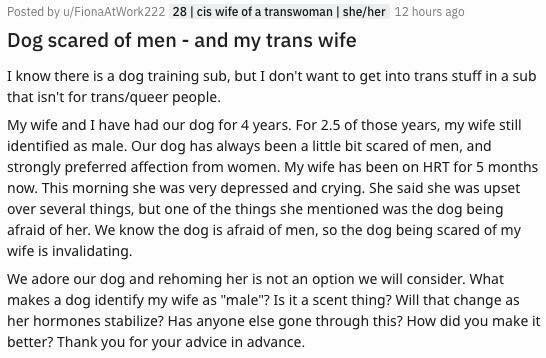 Posted by u/FionaAtWork222 28 | cis wife of a transwoman | she/her 12 hours ago
Dog scared of men - and my trans wife
I know there is a dog training sub, but I don't want to get into trans stuff in a sub
that isn't for trans/queer people.
My wife and I have had our dog for 4 years. For 2.5 of those years, my wife still
identified as male. Our dog has always been a little bit scared of men, and
strongly preferred affection from women. My wife has been on HRT for 5 months
now. This morning she was very depressed and crying. She said she was upset
over several things, but one of the things she mentioned was the dog being
afraid of her. We know the dog is afraid of men, so the dog being scared of my
wife is invalidating.
We adore our dog and rehoming her is not an option we will consider. What
makes a dog identify my wife as "male"? Is it a scent thing? Will that change as
her hormones stabilize? Has anyone else gone through this? How did you make it
better? Thank you for your advice in advance.